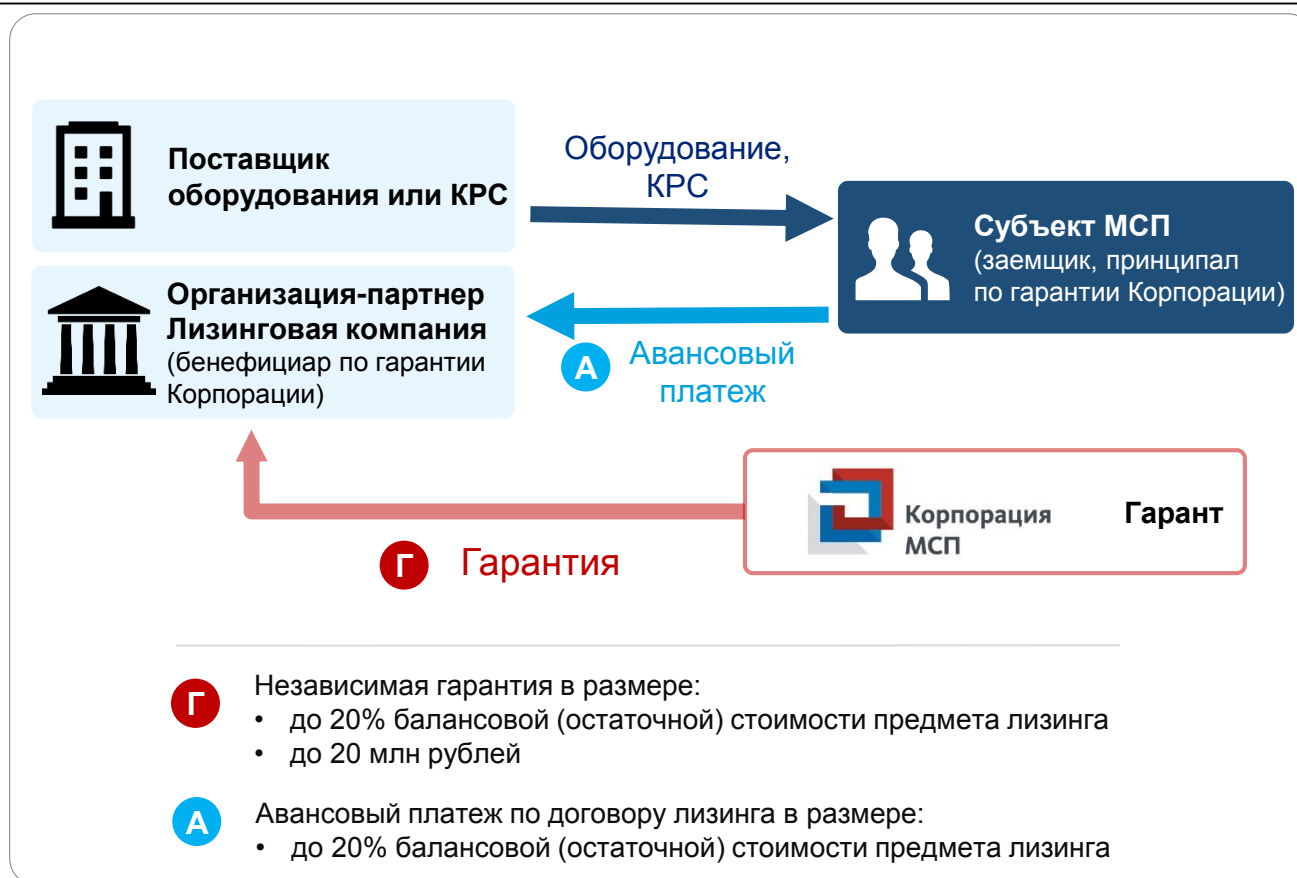 Поставщик
оборудования или КРС
Оборудование,
КРС
Субъект МСП
(заемщик, принципал
по гарантии Корпорации)
Организация-партнер
Лизинговая компания
(бенефициар по гарантии
Корпорации)
А
Авансовый
платеж
Корпорация
МСП
Гарант
Г
Гарантия
Г
Независимая гарантия в размере:
• до 20% балансовой (остаточной) стоимости предмета лизинга
• до 20 млн рублей
А
Авансовый платеж по договору лизинга в размере:
• до 20% балансовой (остаточной) стоимости предмета лизинга